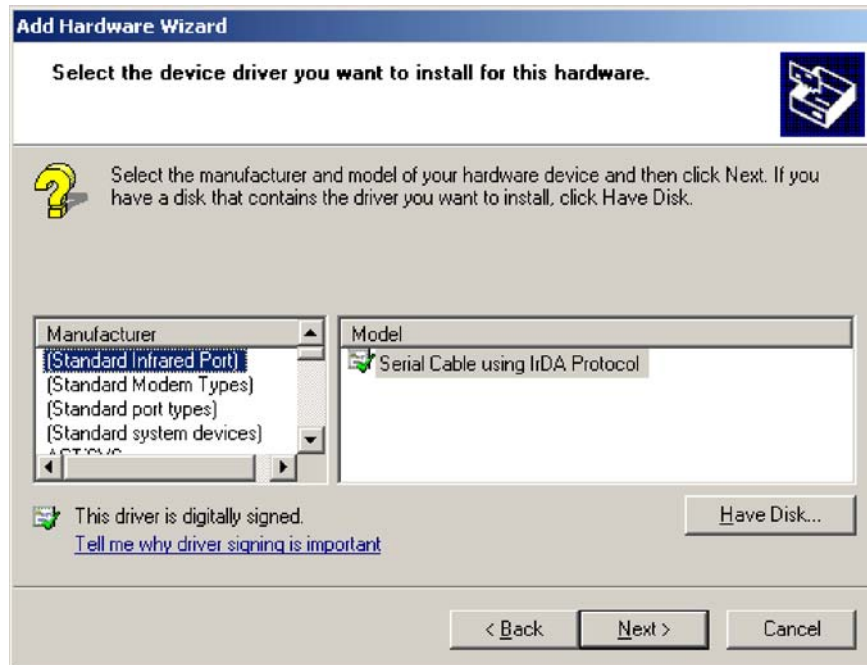 Add Hardware Wizard
Select the device driver you want to install for this hardware.
Select the manufacturer and model of your hardware device and then click Next. If you
have a disk that contains the driver you want to install, click Have Disk.
Manufacturer
(Standard Infrared Port)
(Standard Modem Types)
(Standard port types)
(Standard system devices)
Model
Serial Cable using IrDA Protocol
This driver is digitally signed.
Tell me why driver signing is important
Have Disk...
< Back
Next >
Cancel